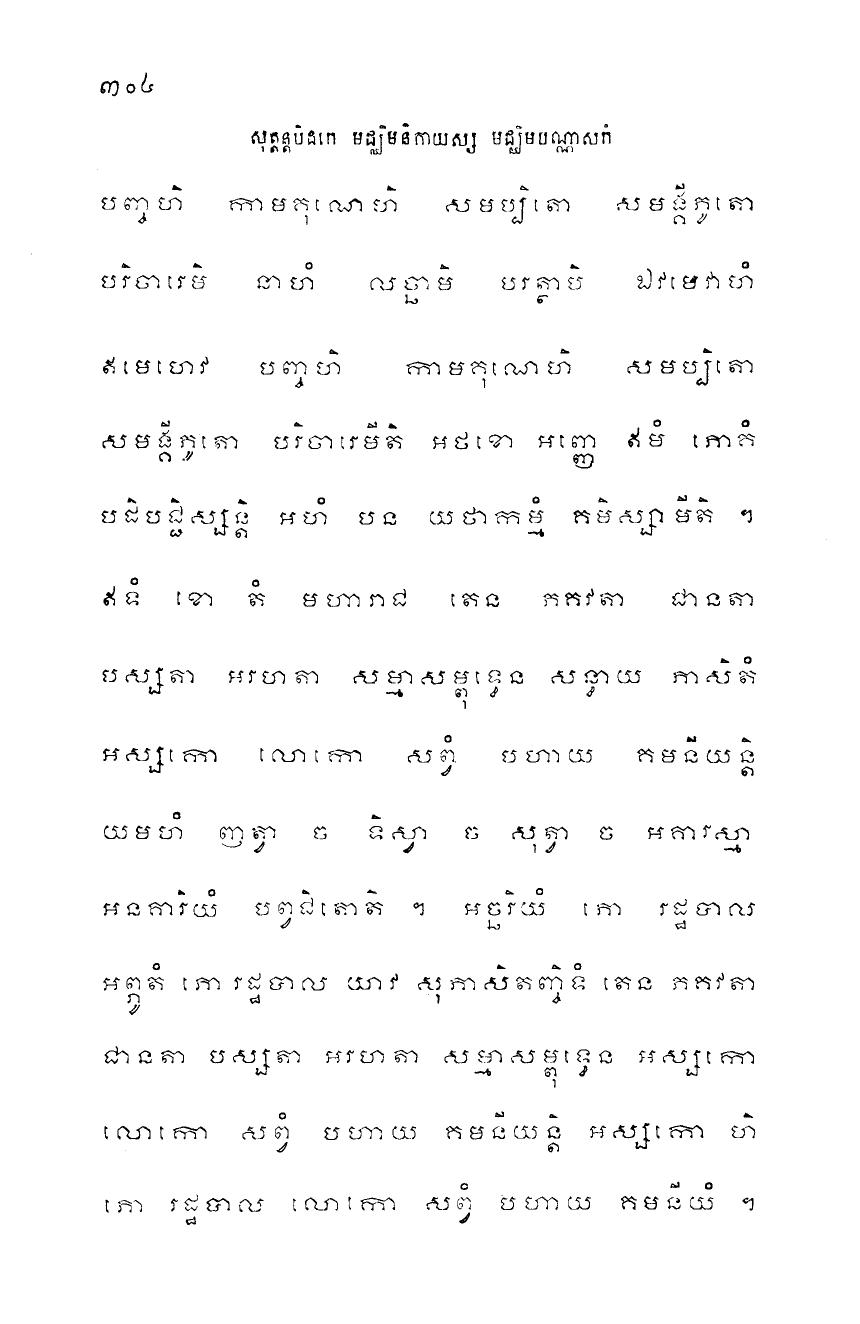 ៣០៤
សុត្តន្តបិដកេ មជ្ឈិមនិកាយស្ស មជ្ឈិមបណ្ណាសកំ
បញ្ចហិ កាមគុណេហិ សមប្បិតោ សមង្គីភូតោ
បរិចារេមិ នាហំ លច្ឆាមិ បរត្ថាបិ ឯវមេវាហំ
ឥមេហេវ បញ្ចហិ កាមគុណេហិ សមប្បិតោ
សមង្គីភូតោ បរិចារេមីតិ អថខោ អញ្ញេ ឥមំ ភោគំ
បដិបជ្ជិស្សន្តិ អហំ បន យថាកម្មំ គមិស្សាមីតិ ។
ឥទំ ខោ តំ មហារាជ តេន ភគវតា ជានតា
បស្សតា អរហតា សម្មាសម្ពុទ្ធេន សន្ធាយ ភាសិតំ
អស្សកោ លោកោ សព្វំ បហាយ គមនីយន្តិ
យមហំ ញត្វា ច ទិស្វា ច សុត្វា ច អគារស្មា
អនគារិយំ បព្វជិតោតិ ។ អច្ឆរិយំ ភោ រដ្ឋបាល
អព្ភូតំ ភោ រដ្ឋបាល យាវ សុភាសិតញ្ចិទំ តេន ភគវតា
ជានតា បស្សតា អរហតា សម្មាសម្ពុទ្ធេន អស្សកោ
លោកោ សព្វំ បហាយ គមនីយន្តិ អស្សកោ ហិ
ភោ រដ្ឋបាល លោកោ សព្វំ បហាយ គមនីយំ ។